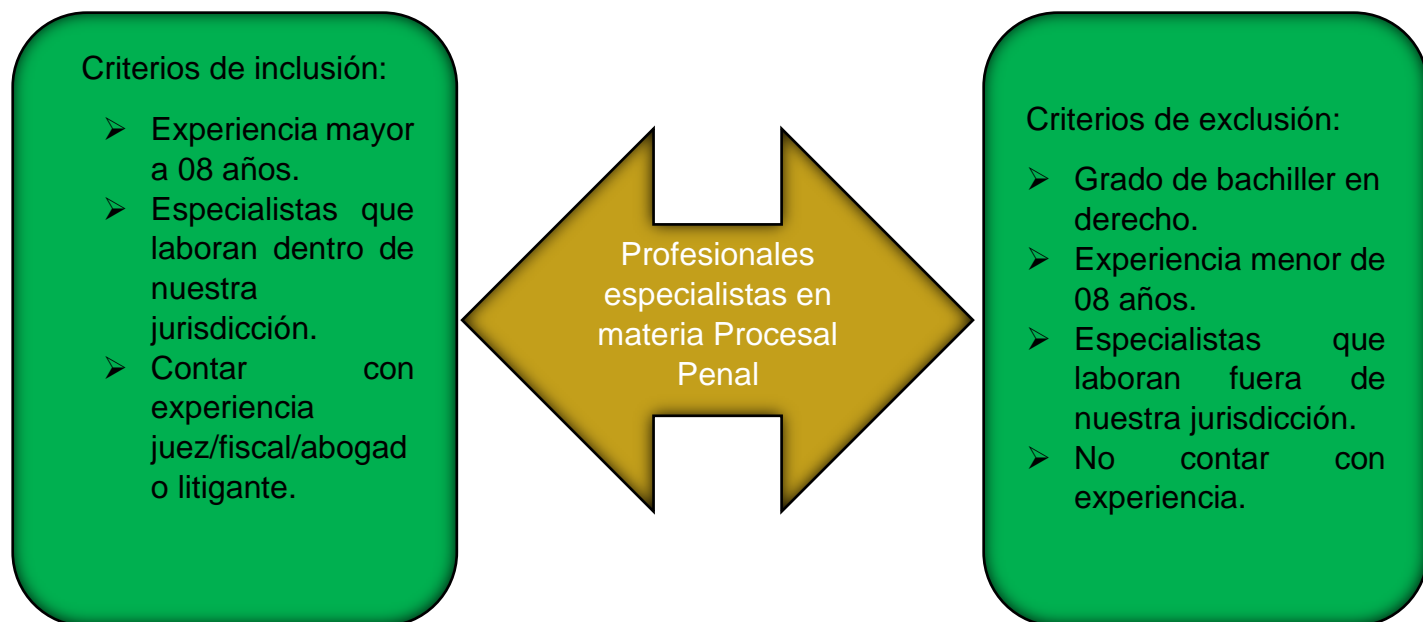 Criterios de inclusión:
➢ Experiencia mayor
a 08 años.
➢ Especialistas que
laboran dentro de
nuestra
jurisdicción.
➢ Contar con
experiencia
juez/fiscal/abogad
o litigante.
Profesionales
especialistas en
materia Procesal
Penal
Criterios de exclusión:
➢ Grado de bachiller en
derecho.
➢ Experiencia menor de
08 años.
➢ Especialistas que
laboran fuera de
nuestra jurisdicción.
➢ No contar con
experiencia.